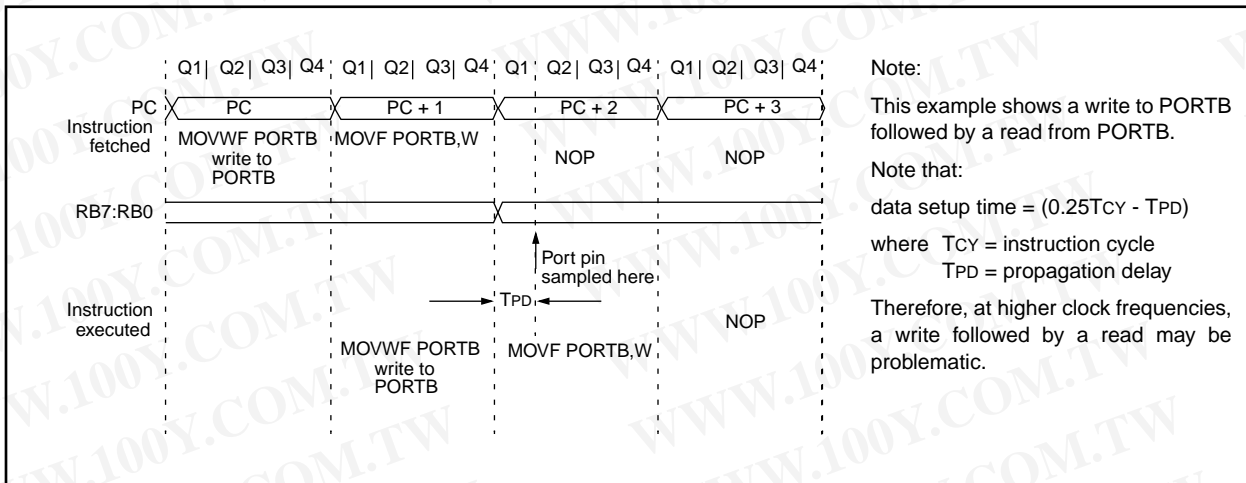 Q1| Q2| Q3| Q4 Q1| Q2| Q3| Q4 Q1 Q2| Q3| Q4 Q1| Q2| Q3| Q4
PC PC PC + 1 PC + 2 PC + 3
Instruction
fetched
MOVWF PORTB
write to
PORTB
MOVF PORTB,W
NOP
NOP
RB7:RB0
Port pin
sampled here
TPD
Instruction
executed
MOVWF PORTB
write to
PORTB
MOVF PORTB,W
NOP
Note:
This example shows a write to PORTB
followed by a read from PORTB.
Note that:
data setup time = (0.25TCY - TPD)
where TCY = instruction cycle
TPD = propagation delay
Therefore, at higher clock frequencies,
a write followed by a read may be
problematic.
WWW.100Y.COM.TW